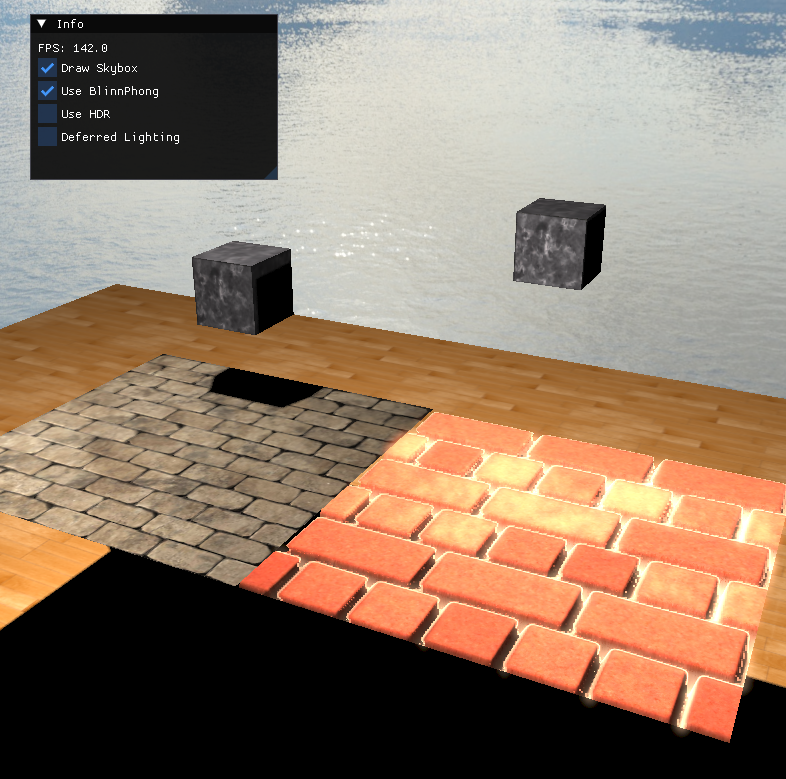 Info
FPS: 142.0
Draw Skybox
Use BlinnPhong
Use HDR
Deferred Lighting